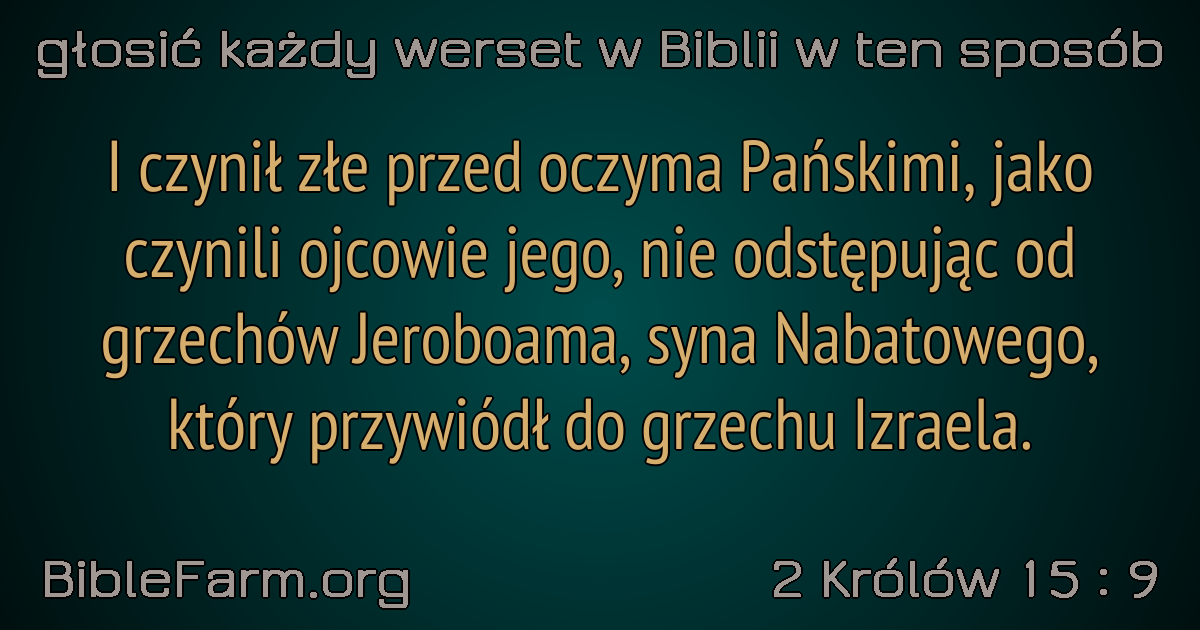 głosić każdy werset w Biblii w ten sposób
I czynił złe przed oczyma Pańskimi, jako
czynili ojcowie jego, nie odstępując od
grzechów Jeroboama, syna Nabatowego,
który przywiódł do grzechu Izraela.
BibleFarm.org
2 Królów 15 : 9